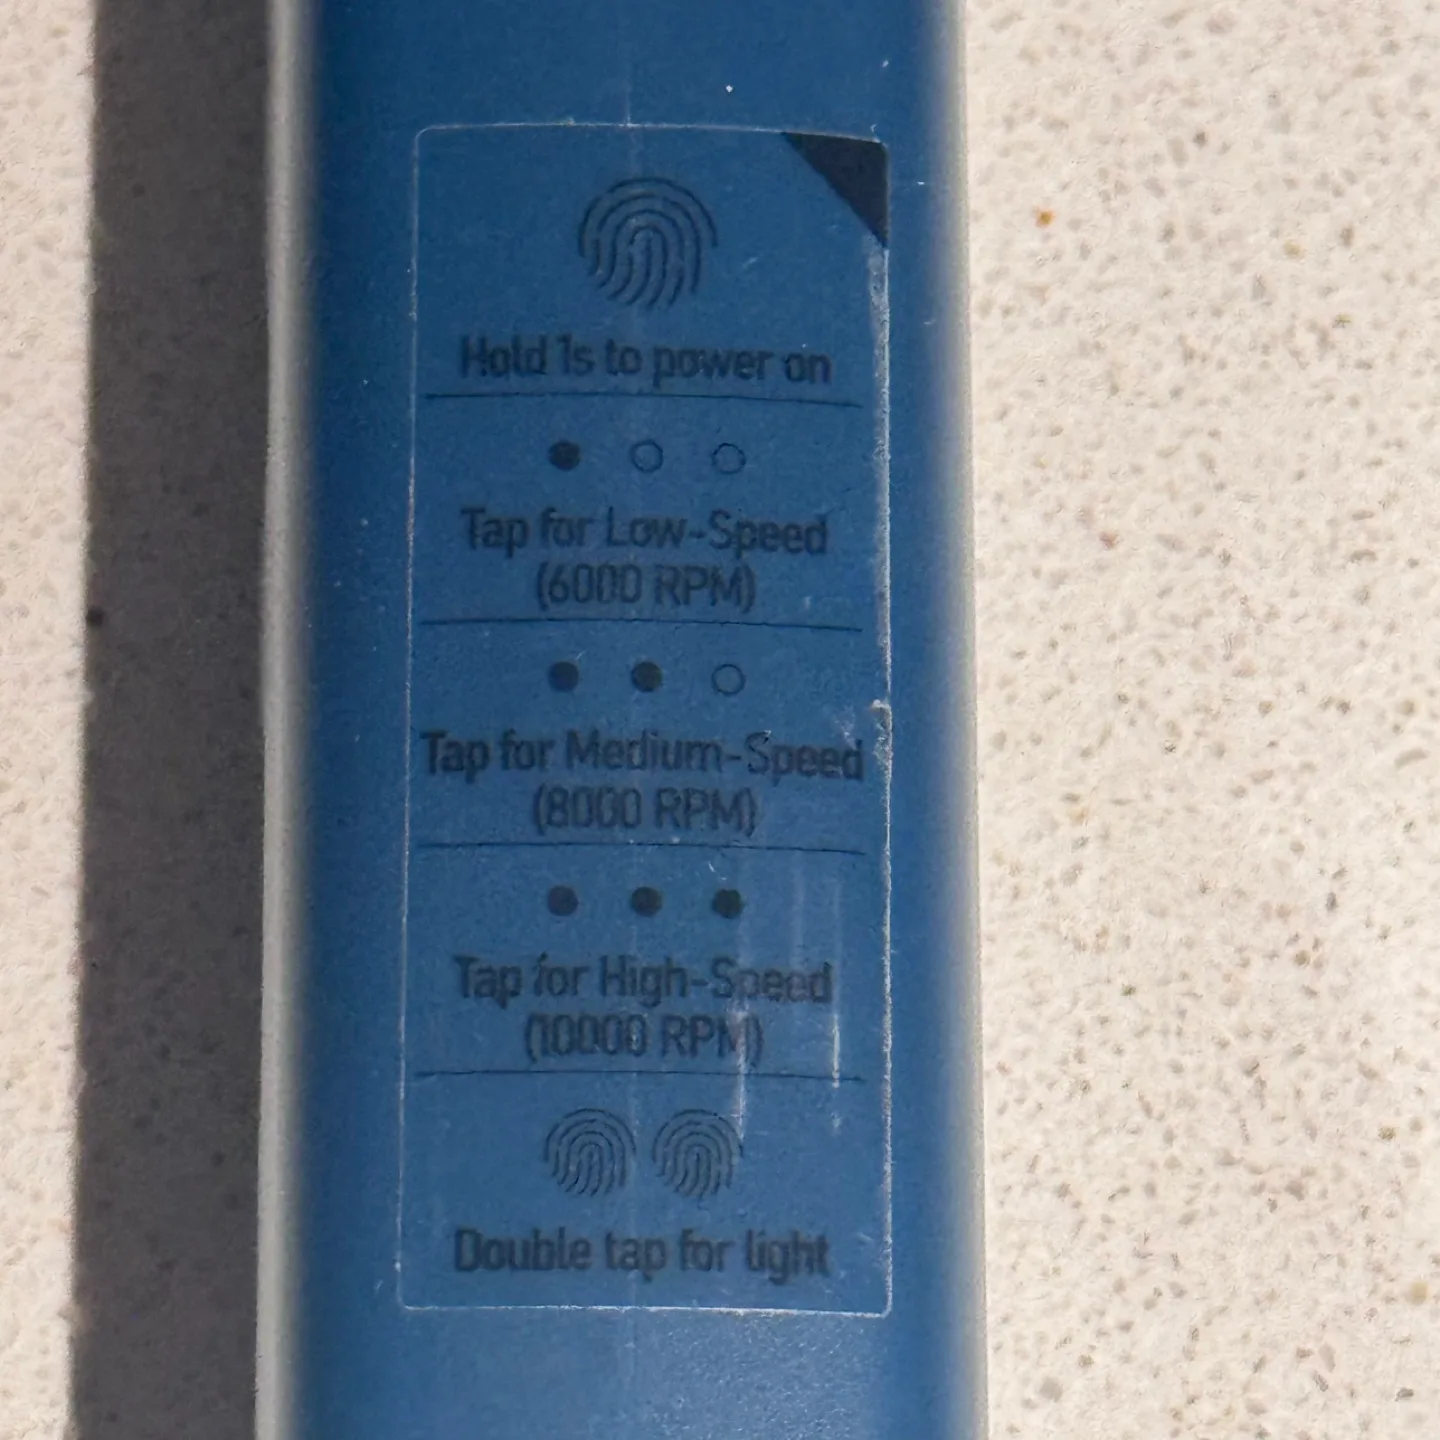 Hold 1s to power on
Tap for Low-Speed
(6000 RPM)
Tap for Medium-Speed
(8000 RPM)
Tap for High-Speed
(10000 RPM)
Double tap for light